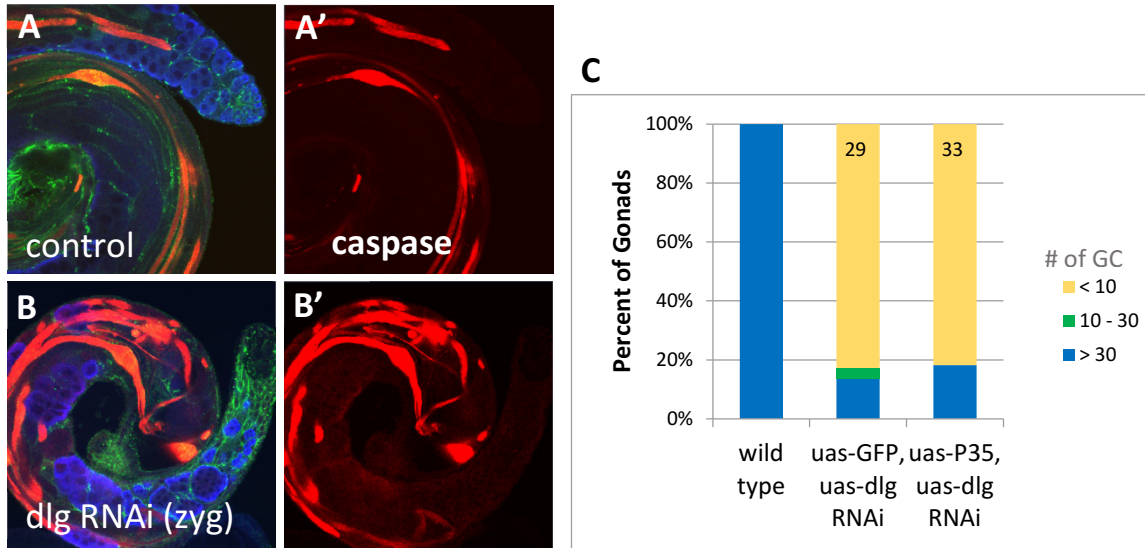 A
A'
control
caspase
B
B'
dlg RNAi (zyg)
C
Percent of Gonads
100%
80%
60%
40%
20%
0%
29
33
wild
type
uas-GFP,
uas-dlg
RNAi
uas-P35,
uas-dlg
RNAi
# of GC
< 10
10 - 30
> 30